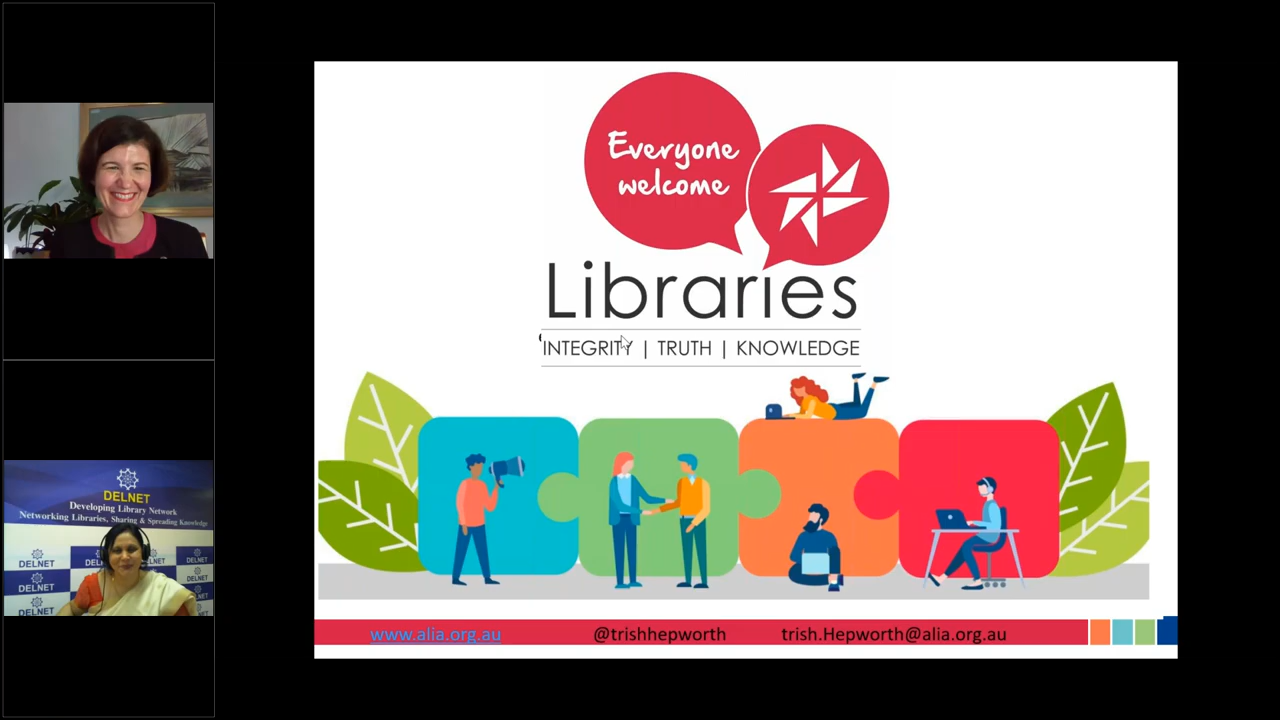 Everyone
welcome
Libraries
'INTEGRITY | TRUTH | KNOWLEDGE
www.alia.org.au @trishhepworth trish.Hepworth@alia.org.au
DELNET
Developing Library Network
Networking Libraries, Sharing & Spreading Knowledge
DELNET
DELNET
DELNET
DELNET
DELNET